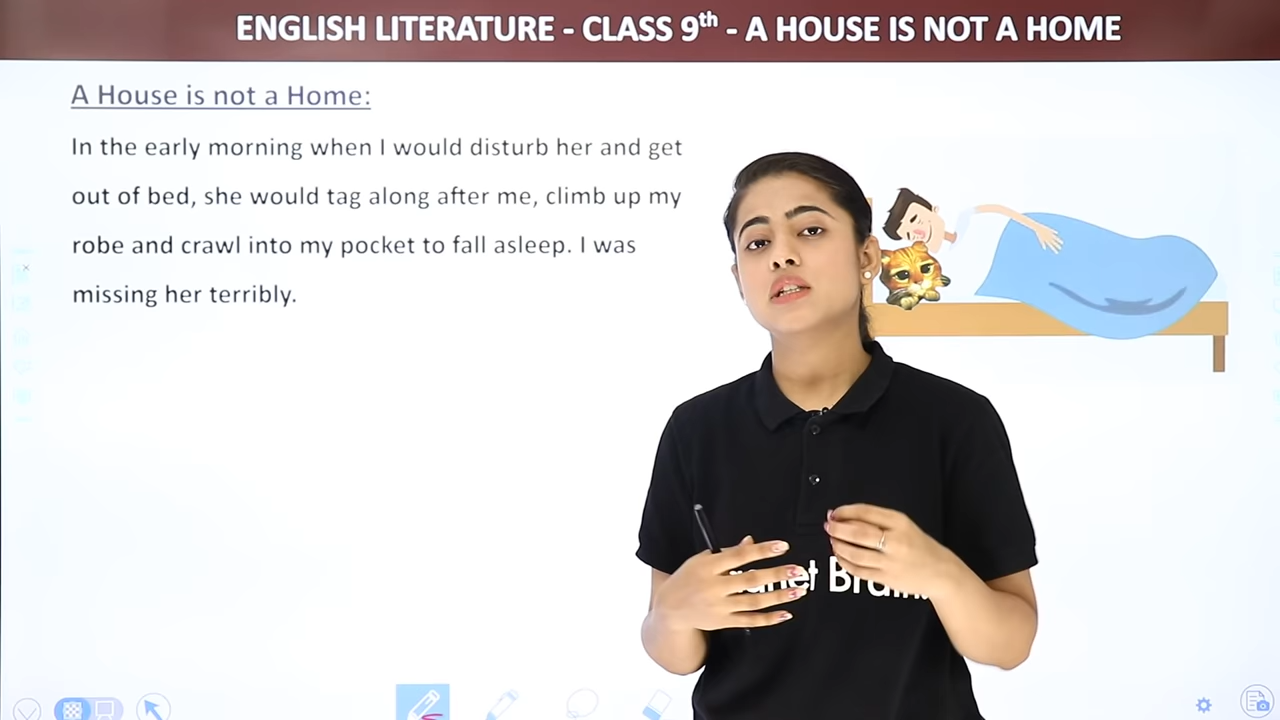 ENGLISH LITERATURE - CLASS 9th - A HOUSE IS NOT A HOME
A House is not a Home:
In the early morning when I would disturb her and get
out of bed, she would tag along after me, climb up my
robe and crawl into my pocket to fall asleep. I was
missing her terribly.